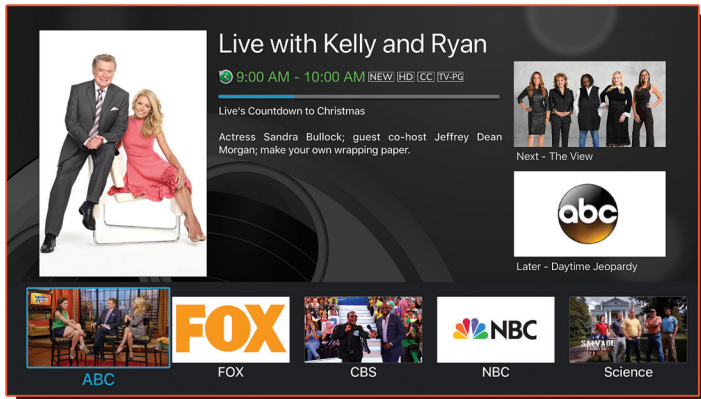 Live with Kelly and Ryan
9:00 AM - 10:00 AM NEW HD CC TV-PG
Live's Countdown to Christmas
Actress Sandra Bullock; guest co-host Jeffrey Dean
Morgan; make your own wrapping paper.
Next - The View
abc
Later - Daytime Jeopardy
FOX
NBC
SALVAGE
ABC
FOX
CBS
NBC
Science